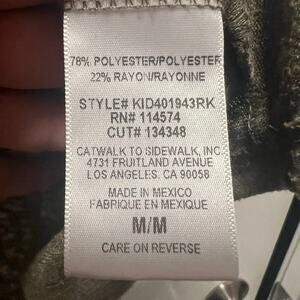 78% POLYESTER/POLYESTER
22% RAYON/RAYONNE
STYLE# KID401943RK
RN# 114574
CUT# 134348
CATWALK TO SIDEWALK, INC
4731 FRUITLAND AVENUE
LOS ANGELES. CA 90058
MADE IN MEXICO
FABRIQUE EN MEXIQUE
M/M
CARE ON REVERSE